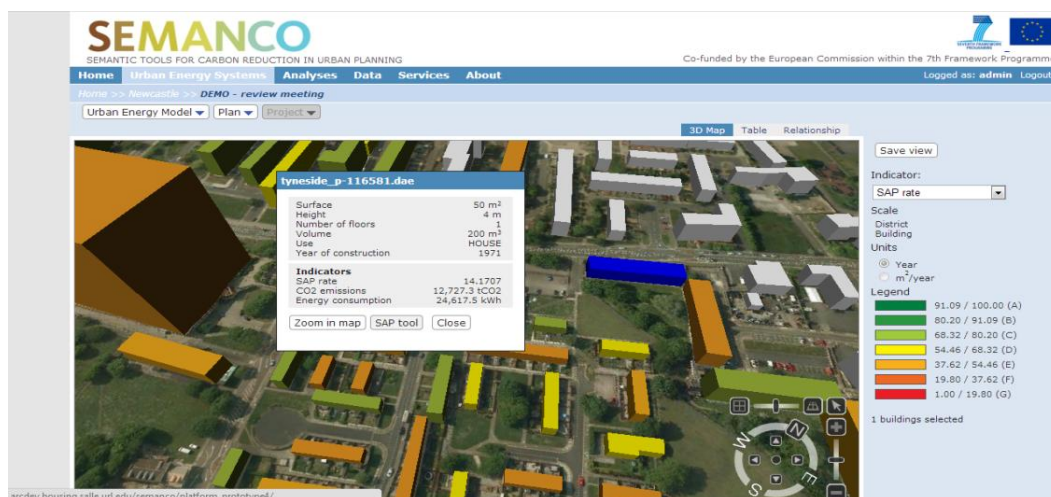 SEMANCO
SEMANTIC TOOLS FOR CARBON REDUCTION IN URBAN PLANNING
SEVENTH FRAMEWORK PROGRAMME
Co-funded by the European Commission within the 7th Framework Programme
Home Urban Energy Systems Analyses Data Services About
Logged as: admin Logout
Home >> Newcastle >> DEMO - review meeting
Urban Energy Model Plan Project
3D Map Table Relationship
Save view
tyneside_p-116581.dae
Surface 50 m²
Height 4 m
Number of floors 1
Volume 200 m³
Use HOUSE
Year of construction 1971
Indicators
SAP rate 14.1707
CO2 emissions 12,727.3 tCO2
Energy consumption 24,617.5 kWh
Zoom in map SAP tool Close
Indicator:
SAP rate
Scale
District
Building
Units
Year
m²/year
Legend
91.09 / 100.00 (A)
80.20 / 91.09 (B)
68.32 / 80.20 (C)
54.46 / 68.32 (D)
37.62 / 54.46 (E)
19.80 / 37.62 (F)
1.00 / 19.80 (G)
1 buildings selected
N
W
E
S